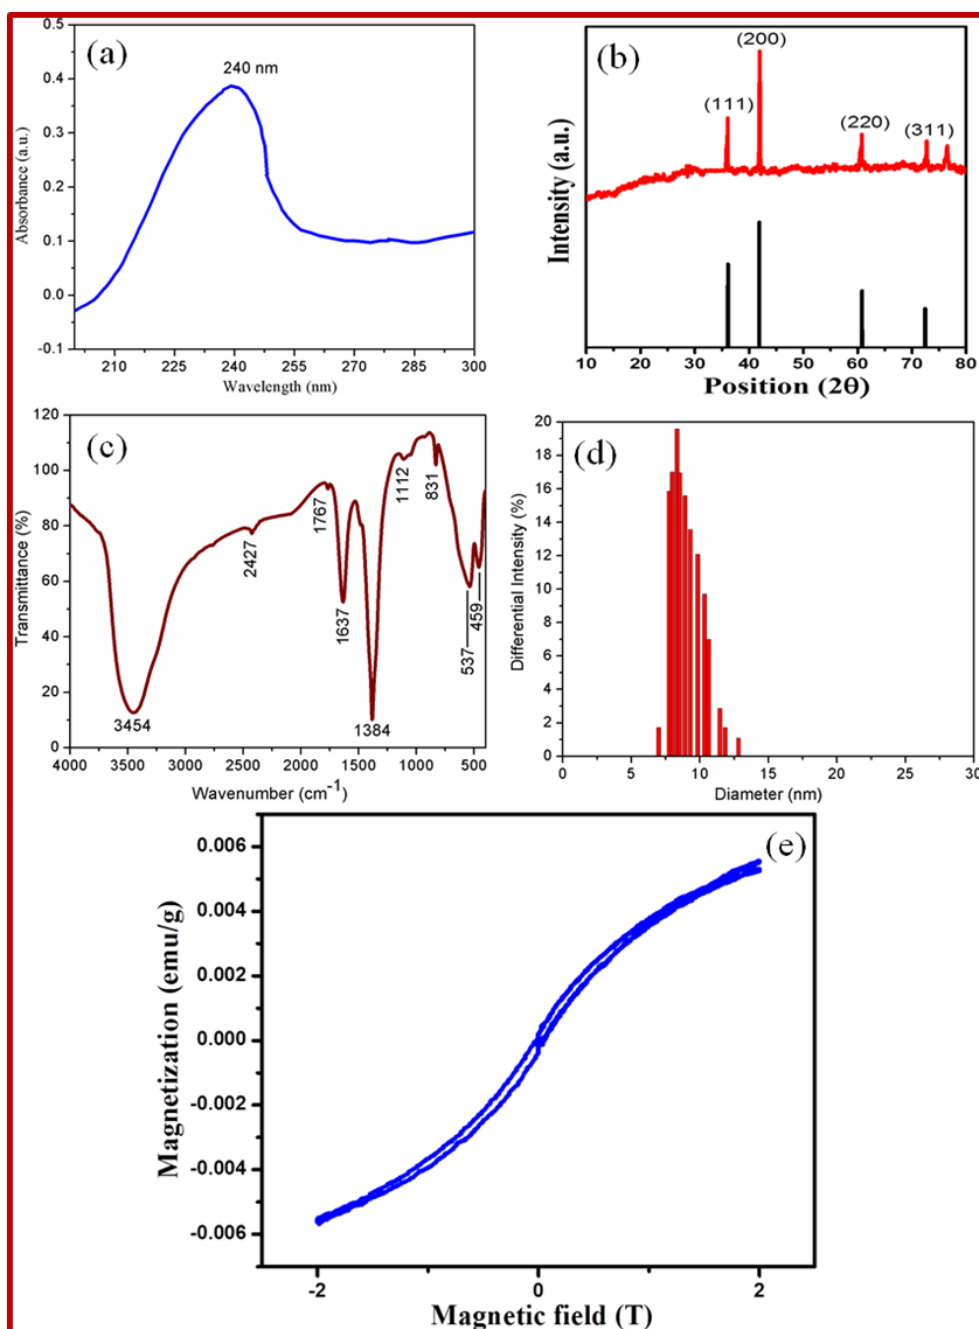 (a)
240 nm
Absorbance (a.u.)
0.5
0.4
0.3
0.2
0.1
0.0
-0.1
210 225 240 255 270 285 300
Wavelength (nm)
(b)
(111)
(200)
(220)
(311)
Intensity (a.u.)
10 20 30 40 50 60 70 80
Position (2θ)
(c)
Transmittance (%)
120
100
80
60
40
20
0
3454
2427
1767
1637
1384
1112
831
537
459
4000 3500 3000 2500 2000 1500 1000 500
Wavenumber (cm⁻¹)
(d)
Differential Intensity (%)
20
18
16
14
12
10
8
6
4
2
0
0 5 10 15 20 25 30
Diameter (nm)
(e)
Magnetization (emu/g)
0.006
0.004
0.002
0.000
-0.002
-0.004
-0.006
-2 0 2
Magnetic field (T)